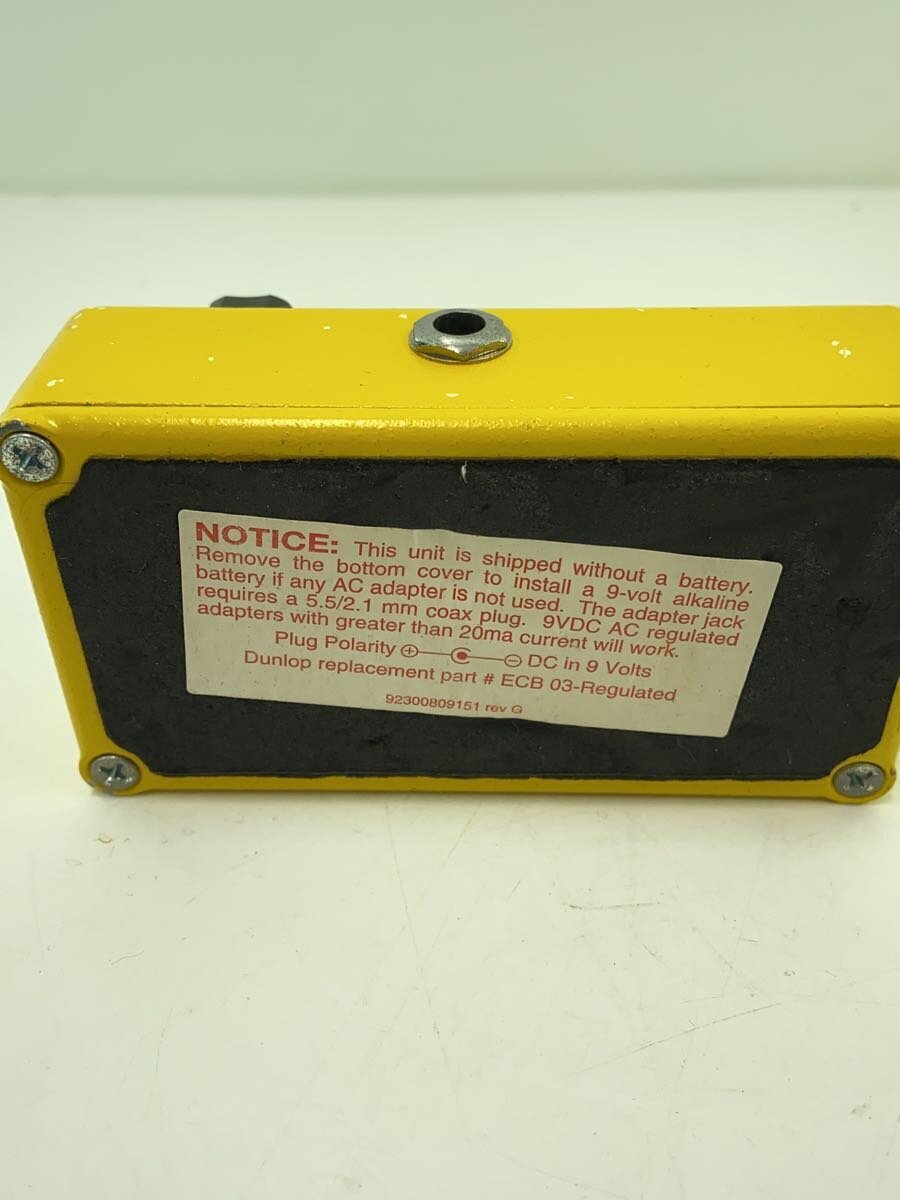 NOTICE: This unit is shipped without a battery.
Remove the bottom cover to install a 9-volt alkaline
battery if any AC adapter is not used. The adapter jack
requires a 5.5/2.1 mm coax plug. 9VDC AC regulated
adapters with greater than 20ma current will work.
Plug Polarity + - DC in 9 Volts
Dunlop replacement part # ECB 03-Regulated
92300809151 rev G